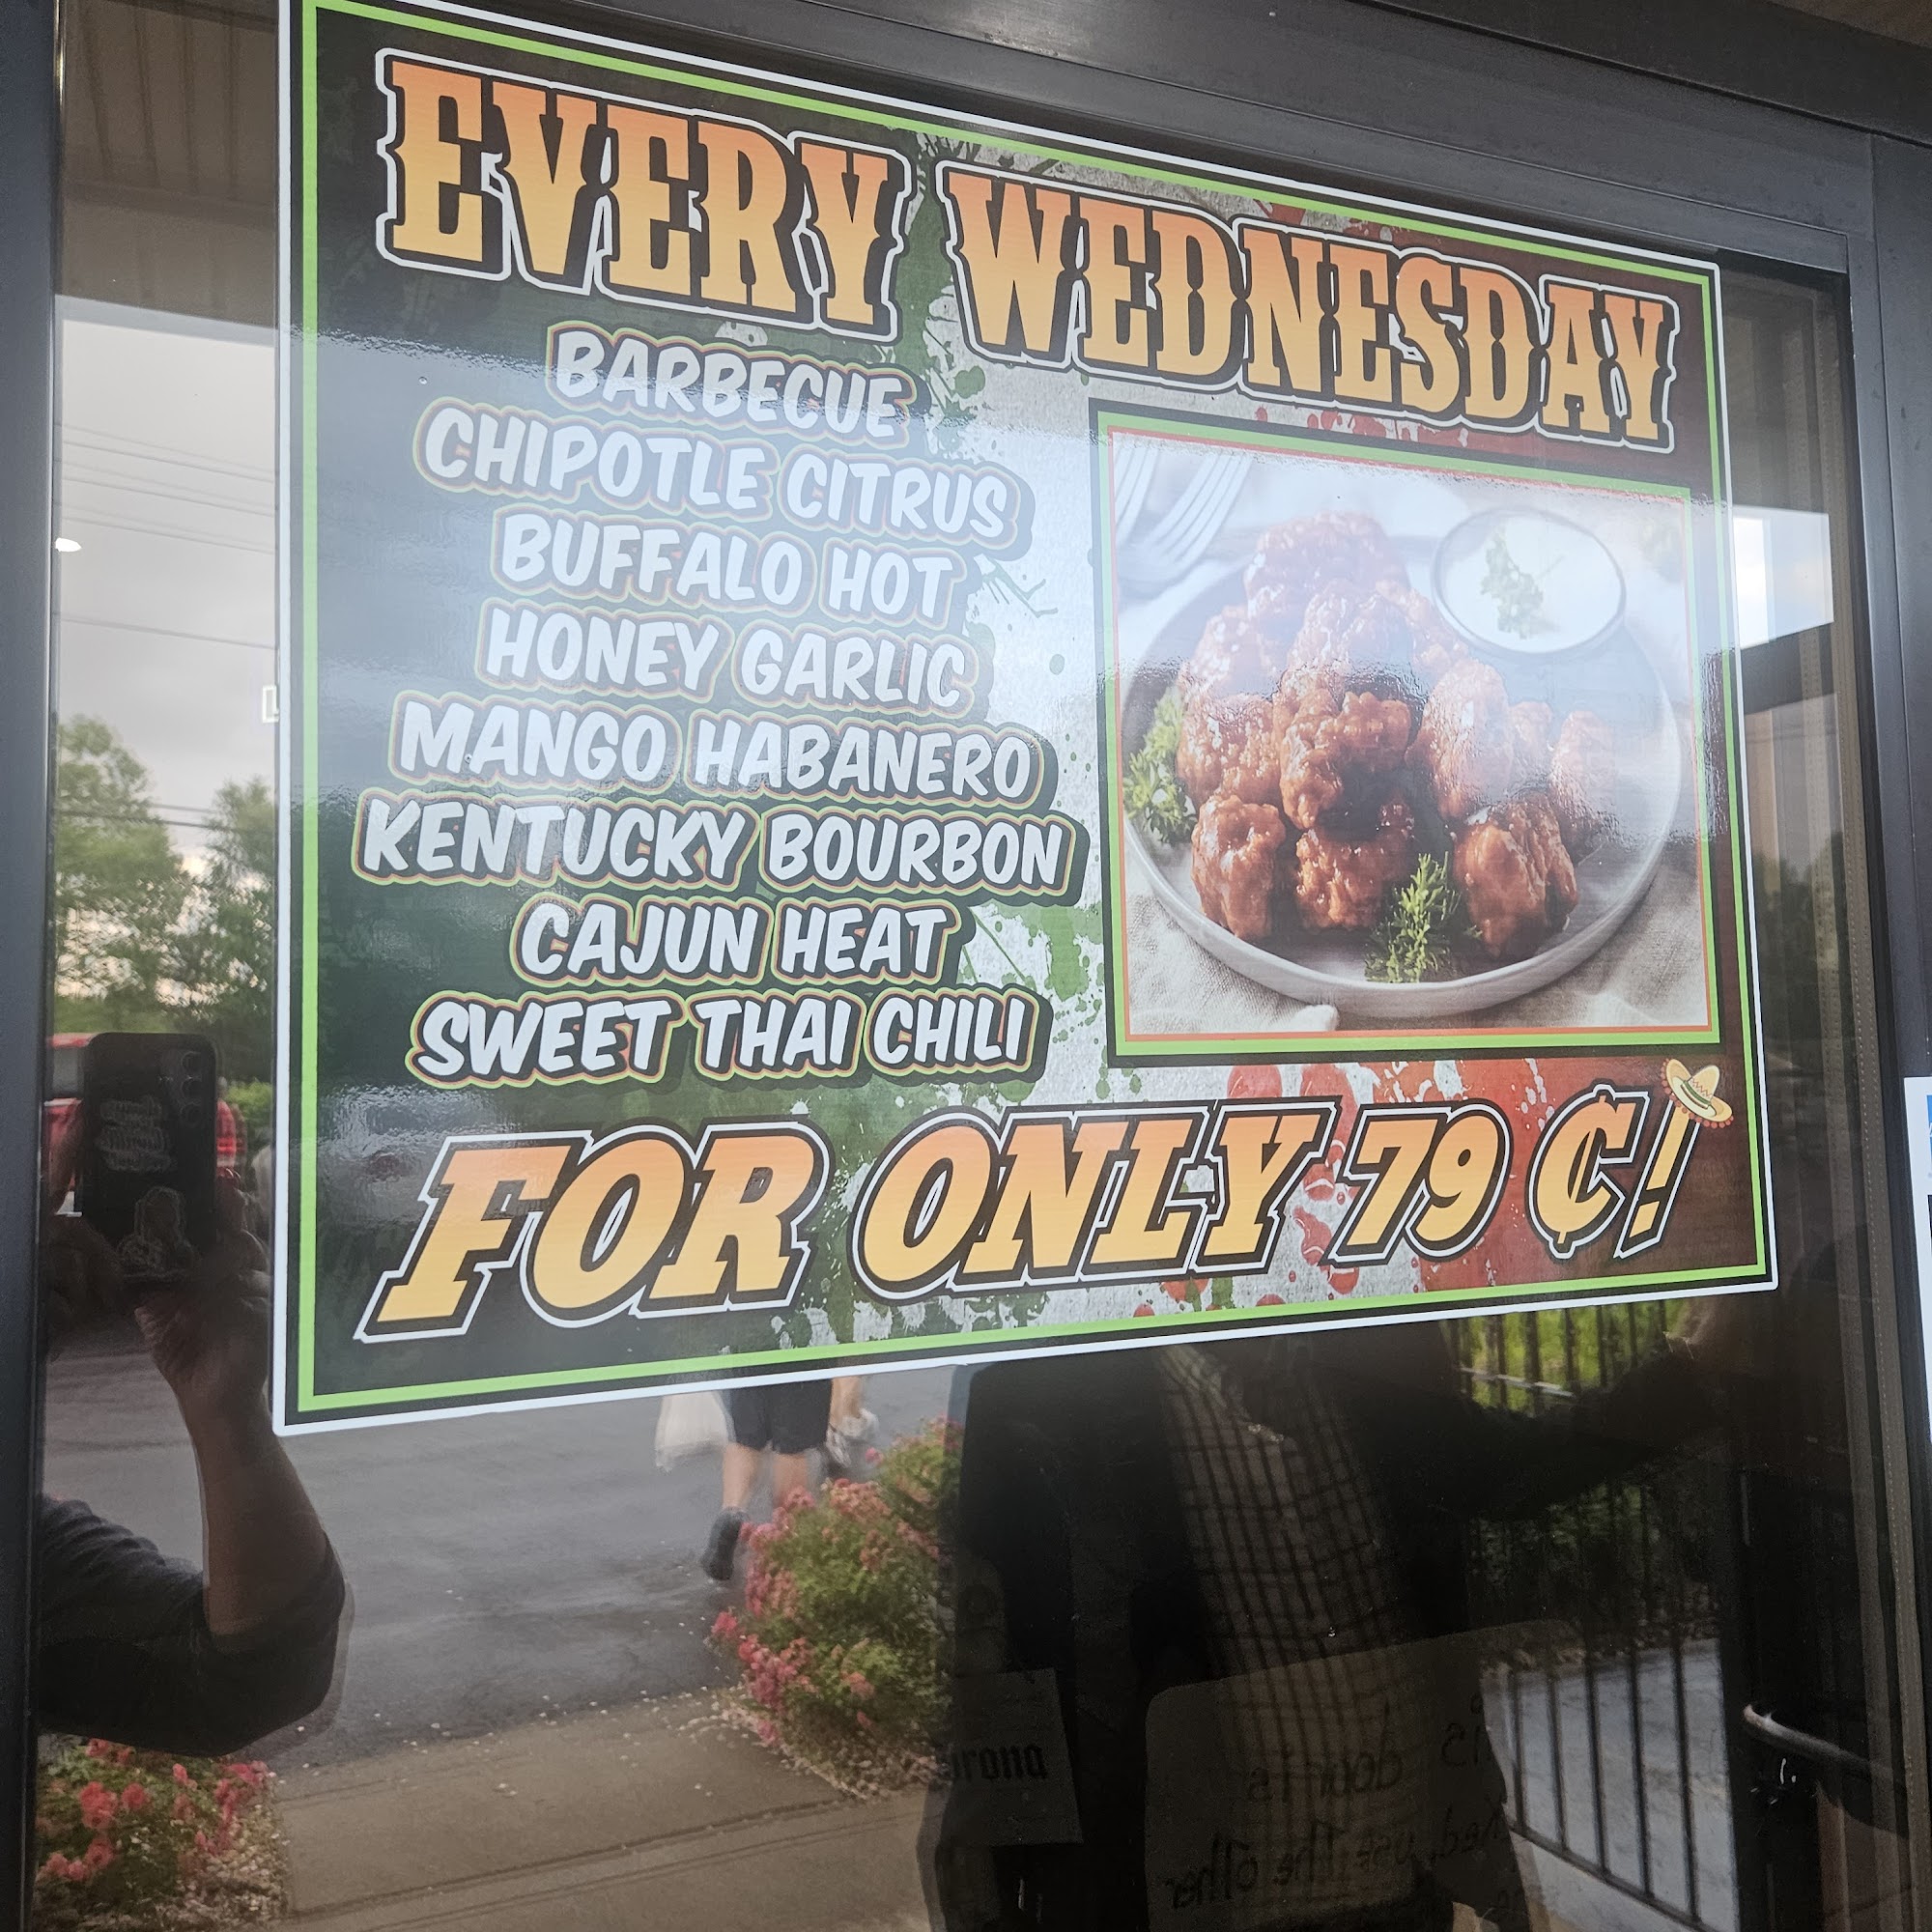 EVERY WEDNESDAY
BARBECUE
CHIPOTLE CITRUS
BUFFALO HOT
HONEY GARLIC
MANGO HABANERO
KENTUCKY BOURBON
CAJUN HEAT
SWEET THAI CHILI
FOR ONLY 79 ¢!